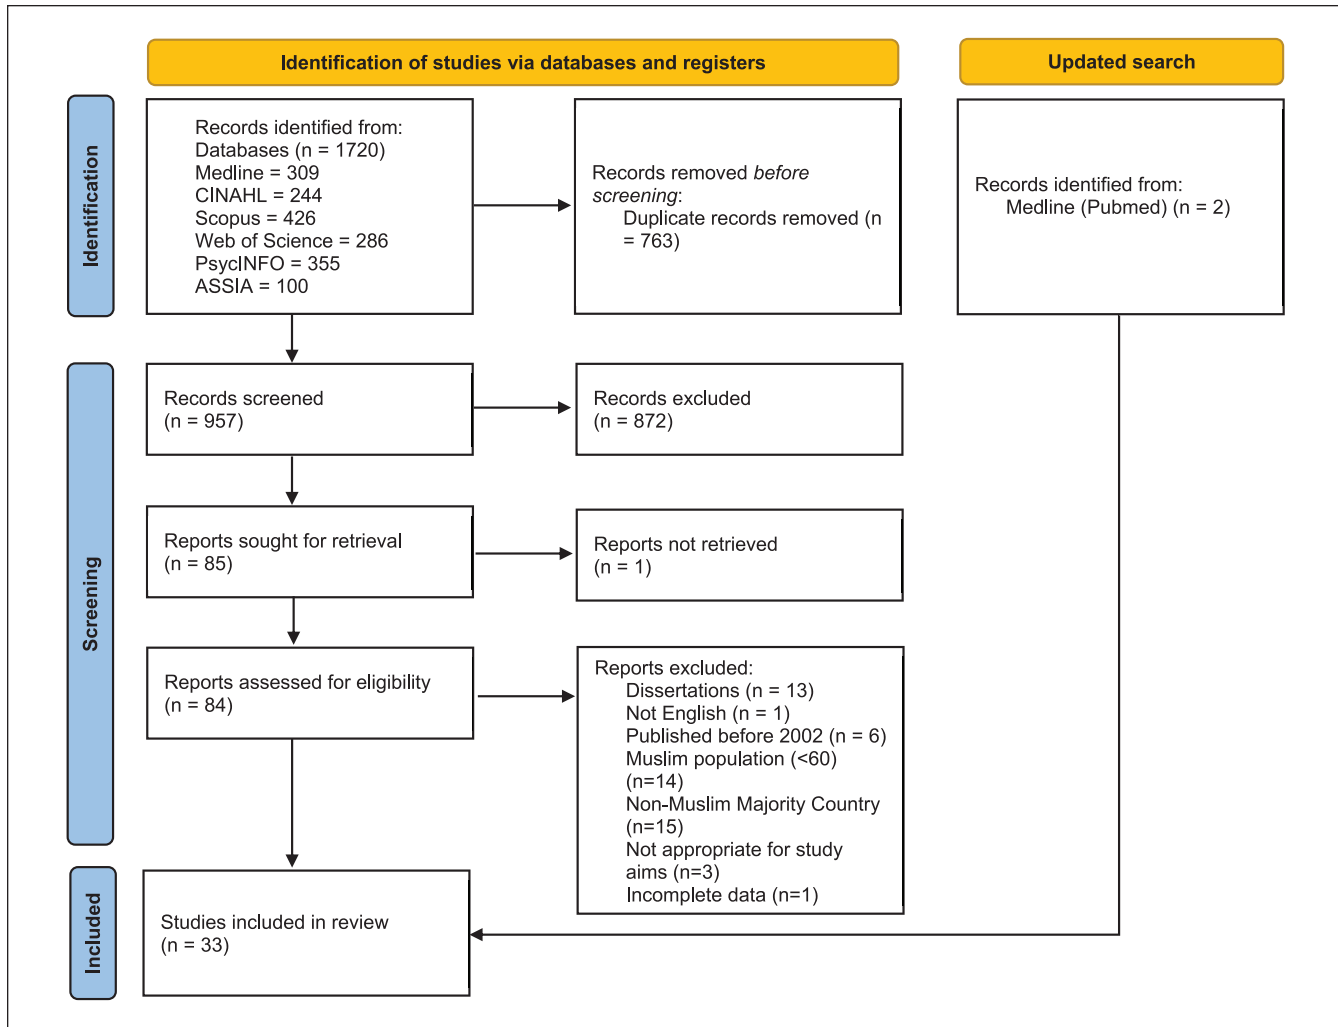 Identification of studies via databases and registers
Updated search
Identification
Records identified from:
Databases (n = 1720)
Medline = 309
CINAHL = 244
Scopus = 426
Web of Science = 286
PsycINFO = 355
ASSIA = 100
Records removed before
screening:
Duplicate records removed (n
= 763)
Records identified from:
Medline (Pubmed) (n = 2)
Screening
Records screened
(n = 957)
Records excluded
(n = 872)
Reports sought for retrieval
(n = 85)
Reports not retrieved
(n = 1)
Reports assessed for eligibility
(n = 84)
Reports excluded:
Dissertations (n = 13)
Not English (n = 1)
Published before 2002 (n = 6)
Muslim population (<60)
(n=14)
Non-Muslim Majority Country
(n=15)
Not appropriate for study
aims (n=3)
Incomplete data (n=1)
Included
Studies included in review
(n = 33)